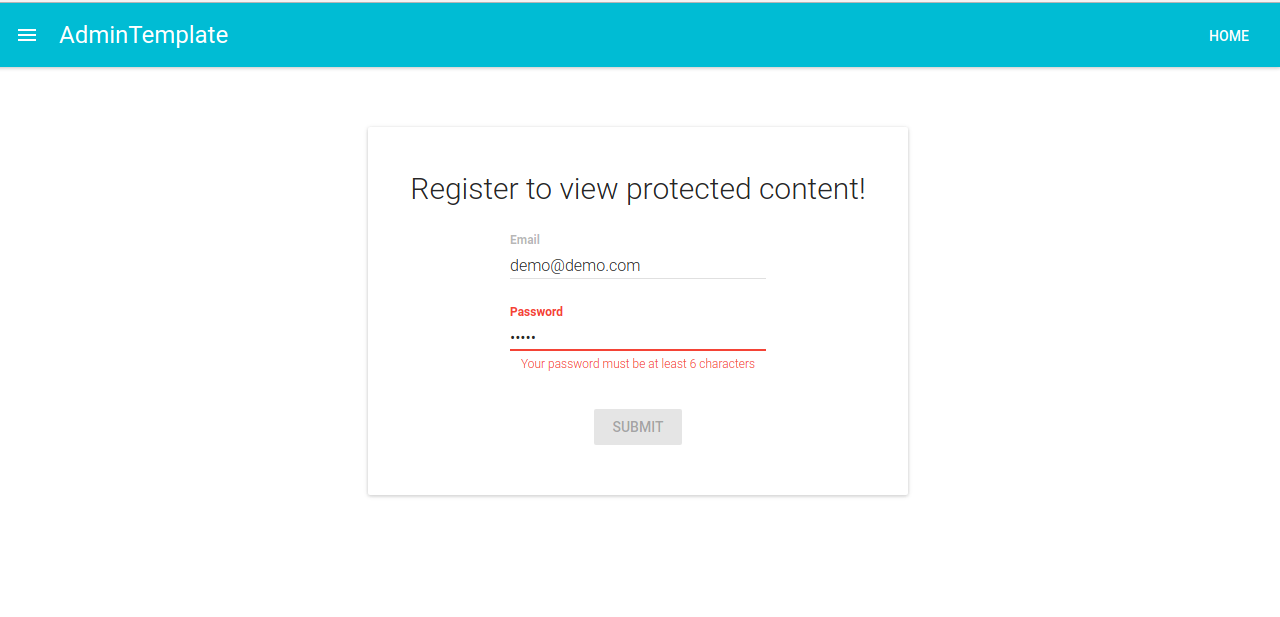 AdminTemplate
HOME
Register to view protected content!
Email
demo@demo.com
Password
•••••
Your password must be at least 6 characters
SUBMIT